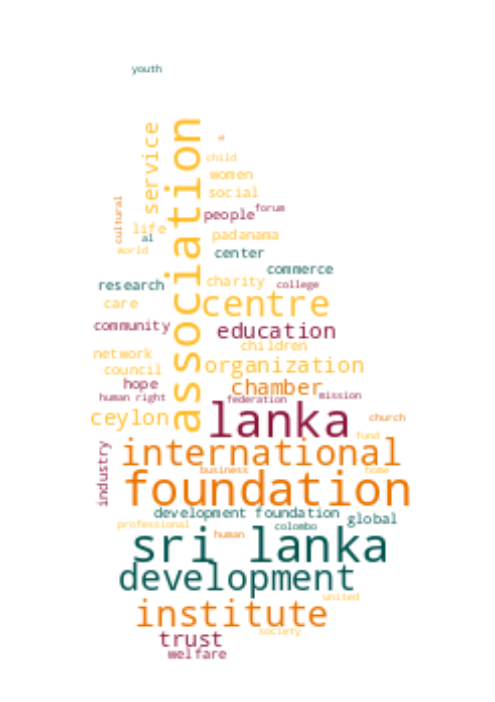 youth
association
service
al
child
women
social
cultural
people
forum
life
al
padanama
world
center
commerce
research
charity
college
care
centre
community
education
children
network
council
organization
hope
chamber
human right
federation
mission
ceylon
lanka
church
industry
international
fund
business
home
foundation
development foundation
global
professional
colombo
human
sri lanka
development
united
institute
society
trust
welfare